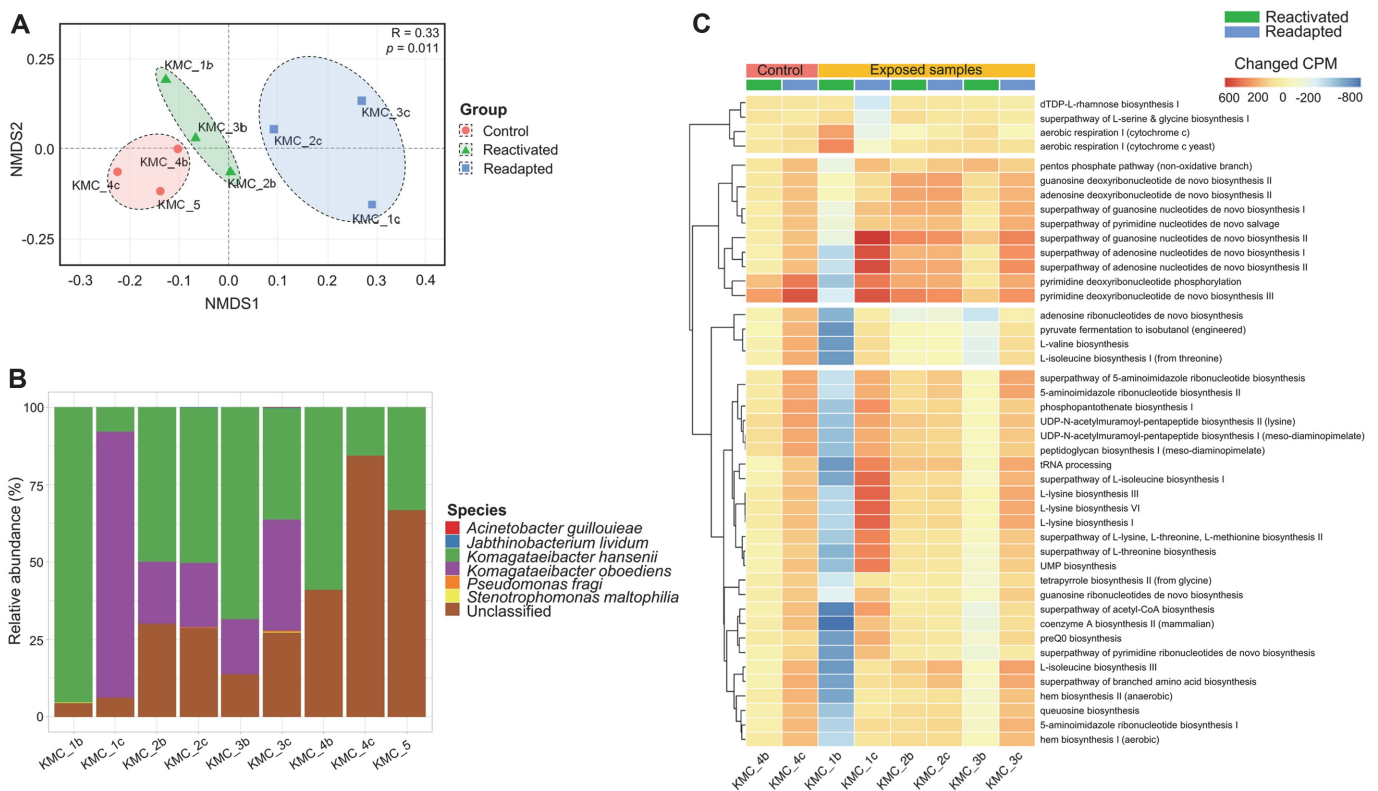 A
R = 0.33
p = 0.011
KMC_1b
KMC_3b
KMC_2b
KMC_4b
KMC_4c
KMC_5
KMC_3c
KMC_2c
KMC_1c
0.25
0.0
-0.25
NMDS2
-0.3 -0.2 -0.1 0.0 0.1 0.2 0.3 0.4
NMDS1
Group
Control
Reactivated
Readapted
B
100
75
50
25
0
Relative abundance (%)
KMC_1b KMC_1c KMC_2b KMC_2c KMC_3b KMC_3c KMC_4b KMC_4c KMC_5
Species
Acinetobacter guillouieae
Jabthinobacterium lividum
Komagataeibacter hansenii
Komagataeibacter oboediens
Pseudomonas fragi
Stenotrophomonas maltophilia
Unclassified
C
Reactivated
Readapted
Changed CPM
600 200 0 -200 -800
Control Exposed samples
dTDP-L-rhamnose biosynthesis I
superpathway of L-serine & glycine biosynthesis I
aerobic respiration I (cytochrome c)
aerobic respiration I (cytochrome c yeast)
pentos phosphate pathway (non-oxidative branch)
guanosine deoxyribonucleotide de novo biosynthesis II
adenosine deoxyribonucleotide de novo biosynthesis II
superpathway of guanosine nucleotides de novo biosynthesis I
superpathway of pyrimidine nucleotides de novo salvage
superpathway of guanosine nucleotides de novo biosynthesis II
superpathway of adenosine nucleotides de novo biosynthesis I
superpathway of adenosine nucleotides de novo biosynthesis II
pyrimidine deoxyribonucleotide phosphorylation
pyrimidine deoxyribonucleotide de novo biosynthesis III
adenosine ribonucleotides de novo biosynthesis
pyruvate fermentation to isobutanol (engineered)
L-valine biosynthesis
L-isoleucine biosynthesis I (from threonine)
superpathway of 5-aminoimidazole ribonucleotide biosynthesis
5-aminoimidazole ribonucleotide biosynthesis II
phosphopantothenate biosynthesis I
UDP-N-acetylmuramoyl-pentapeptide biosynthesis II (lysine)
UDP-N-acetylmuramoyl-pentapeptide biosynthesis I (meso-diaminopimelate)
peptidoglycan biosynthesis I (meso-diaminopimelate)
tRNA processing
superpathway of L-isoleucine biosynthesis I
L-lysine biosynthesis III
L-lysine biosynthesis VI
L-lysine biosynthesis I
superpathway of L-lysine, L-threonine, L-methionine biosynthesis II
superpathway of L-threonine biosynthesis
UMP biosynthesis
tetrapyrrole biosynthesis II (from glycine)
guanosine ribonucleotides de novo biosynthesis
superpathway of acetyl-CoA biosynthesis
coenzyme A biosynthesis II (mammalian)
preQ0 biosynthesis
superpathway of pyrimidine ribonucleotides de novo biosynthesis
L-isoleucine biosynthesis III
superpathway of branched amino acid biosynthesis
hem biosynthesis II (anaerobic)
queuosine biosynthesis
5-aminoimidazole ribonucleotide biosynthesis I
hem biosynthesis I (aerobic)
KMC_4b KMC_4c KMC_1b KMC_1c KMC_2b KMC_2c KMC_3b KMC_3c